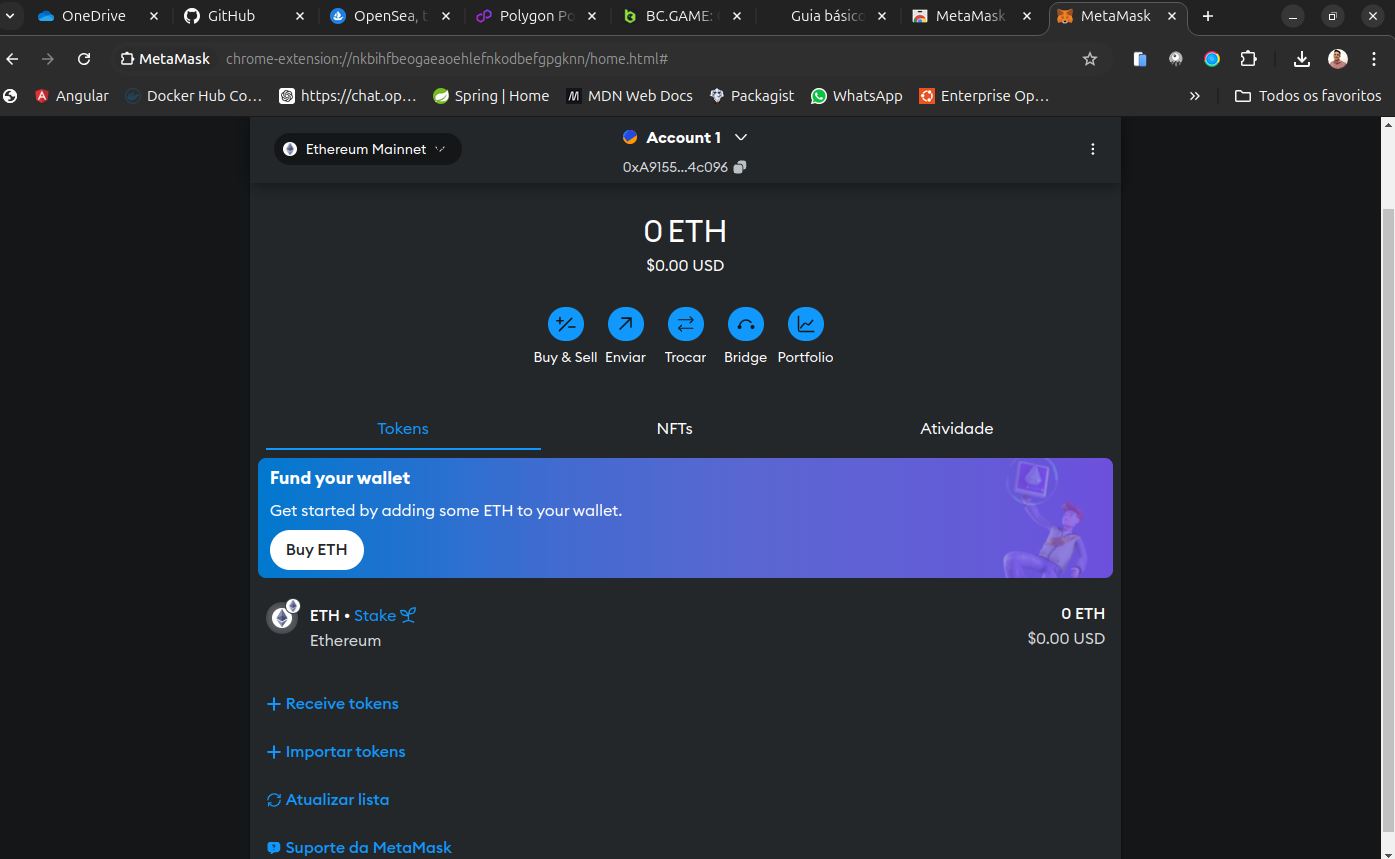 OneDrive
GitHub
OpenSea, t
Polygon Po
BC.GAME:
Guia básico
MetaMask
MetaMask
MetaMask
chrome-extension://nkbihfbeogaeaoehlefnkodbefgpgknn/home.html#
Angular
Docker Hub Co...
https://chat.op...
Spring | Home
MDN Web Docs
Packagist
WhatsApp
Enterprise Op...
Todos os favoritos
Ethereum Mainnet
Account 1
0xA9155...4c096
0 ETH
$0.00 USD
Buy & Sell
Enviar
Trocar
Bridge
Portfolio
Tokens
NFTs
Atividade
Fund your wallet
Get started by adding some ETH to your wallet.
Buy ETH
ETH • Stake
0 ETH
Ethereum
$0.00 USD
+ Receive tokens
+ Importar tokens
Atualizar lista
Suporte da MetaMask